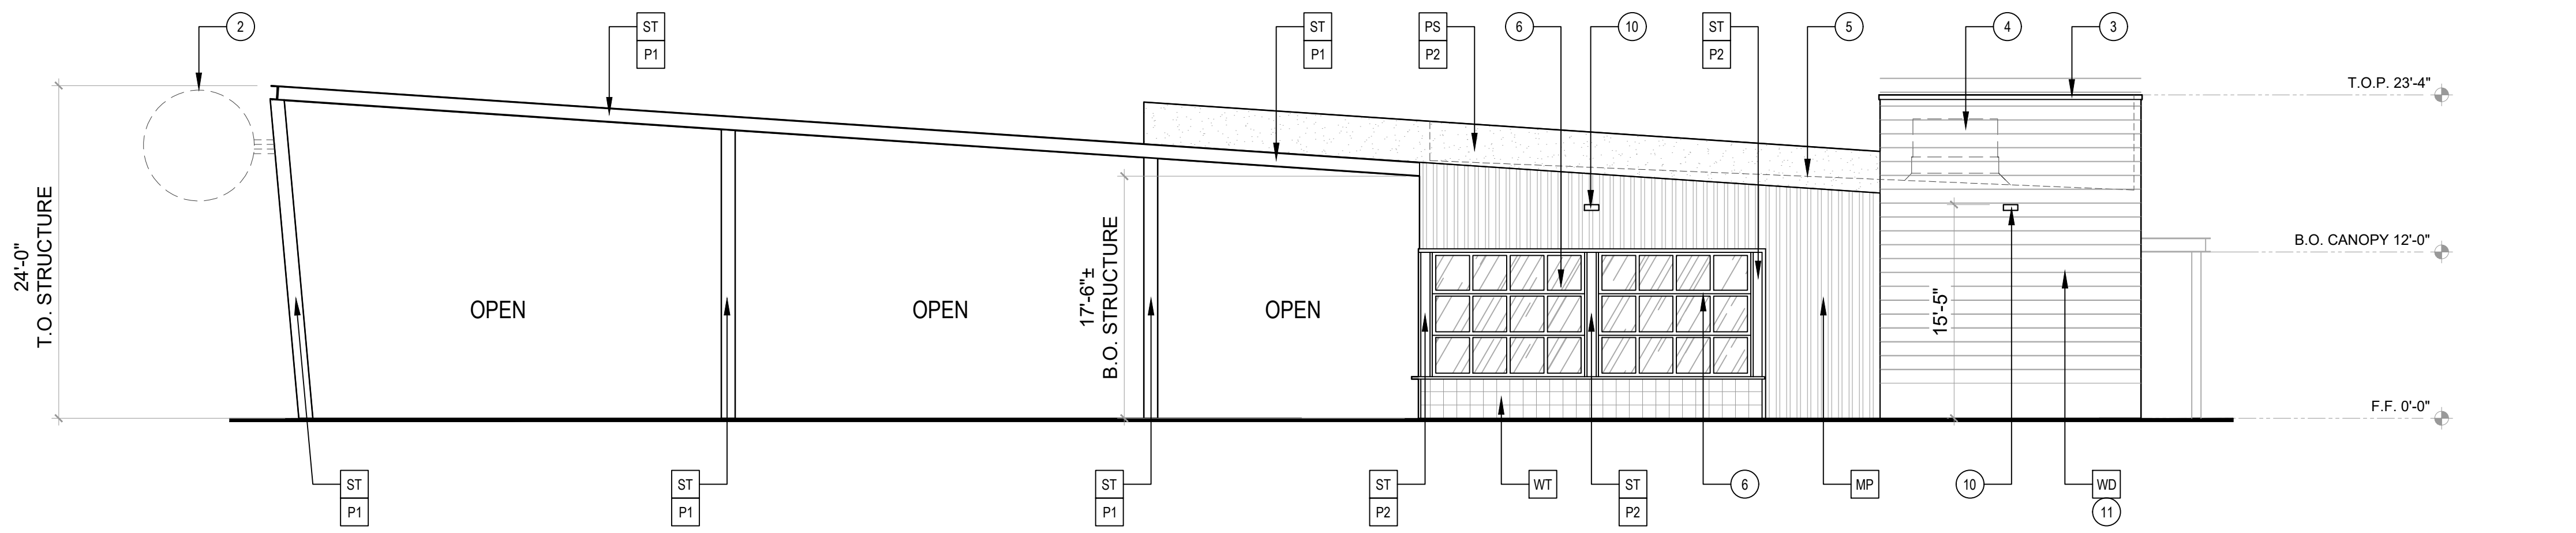 2
ST
P1
ST
P1
PS
P2
6
10
ST
P2
5
4
3
T.O.P. 23'-4"
B.O. CANOPY 12'-0"
F.F. 0'-0"
24'-0"
T.O. STRUCTURE
OPEN
OPEN
17'-6"±
B.O. STRUCTURE
OPEN
15'-5"
ST
P1
ST
P1
ST
P1
ST
P2
WT
ST
P2
6
MP
10
WD
11